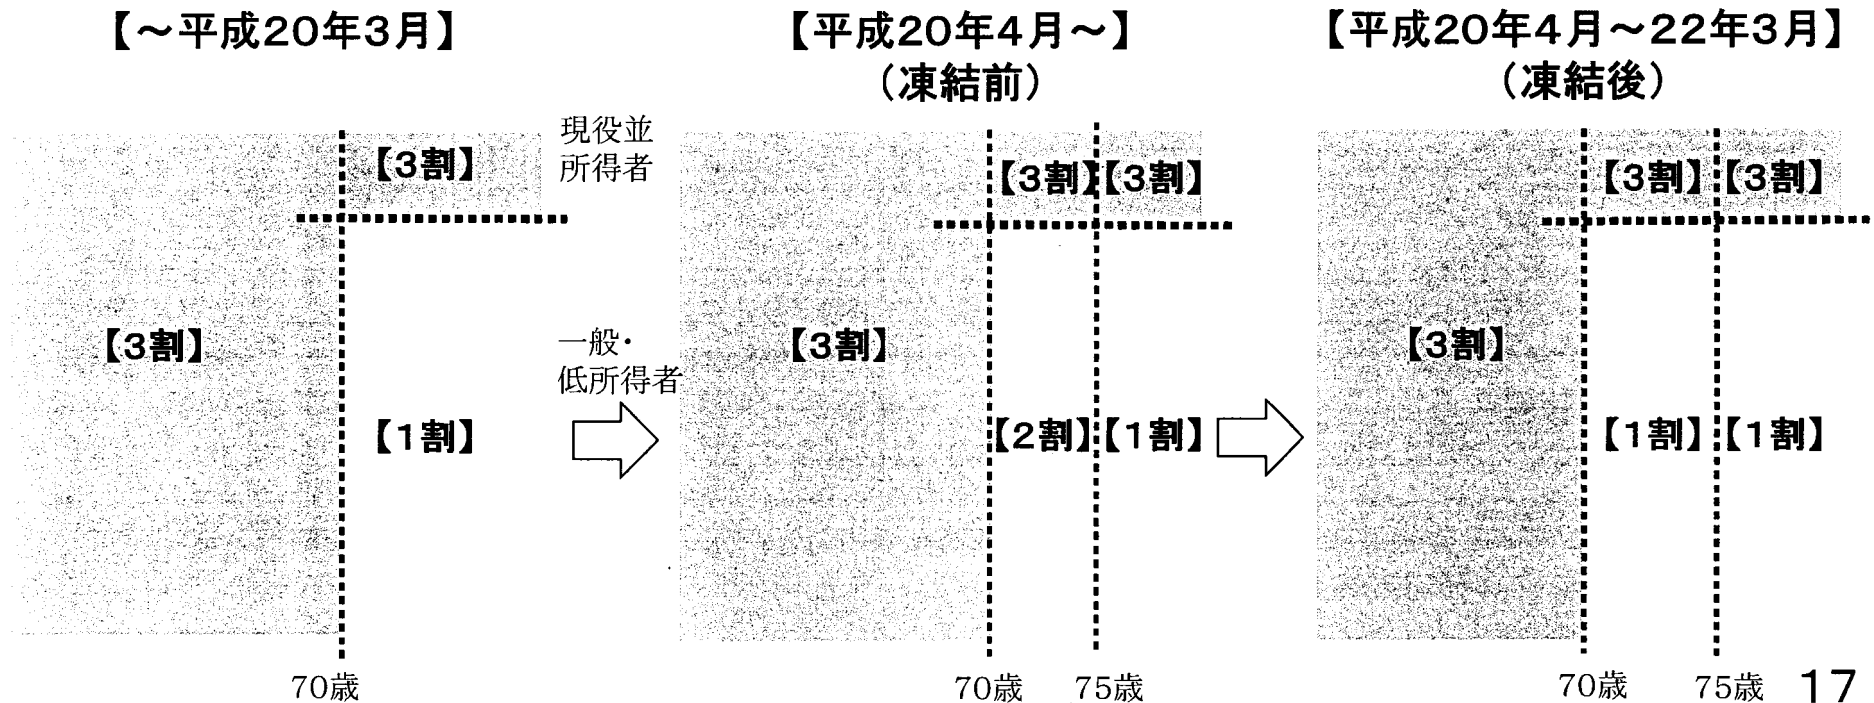 【～平成20年3月】
【3割】
【3割】
【1割】
70歳
現役並
所得者
一般・
低所得者
【平成20年4月～】
（凍結前）
【3割】【3割】
【3割】
【2割】【1割】
70歳 75歳
【平成20年4月～22年3月】
（凍結後）
【3割】【3割】
【3割】
【1割】【1割】
70歳 75歳
17